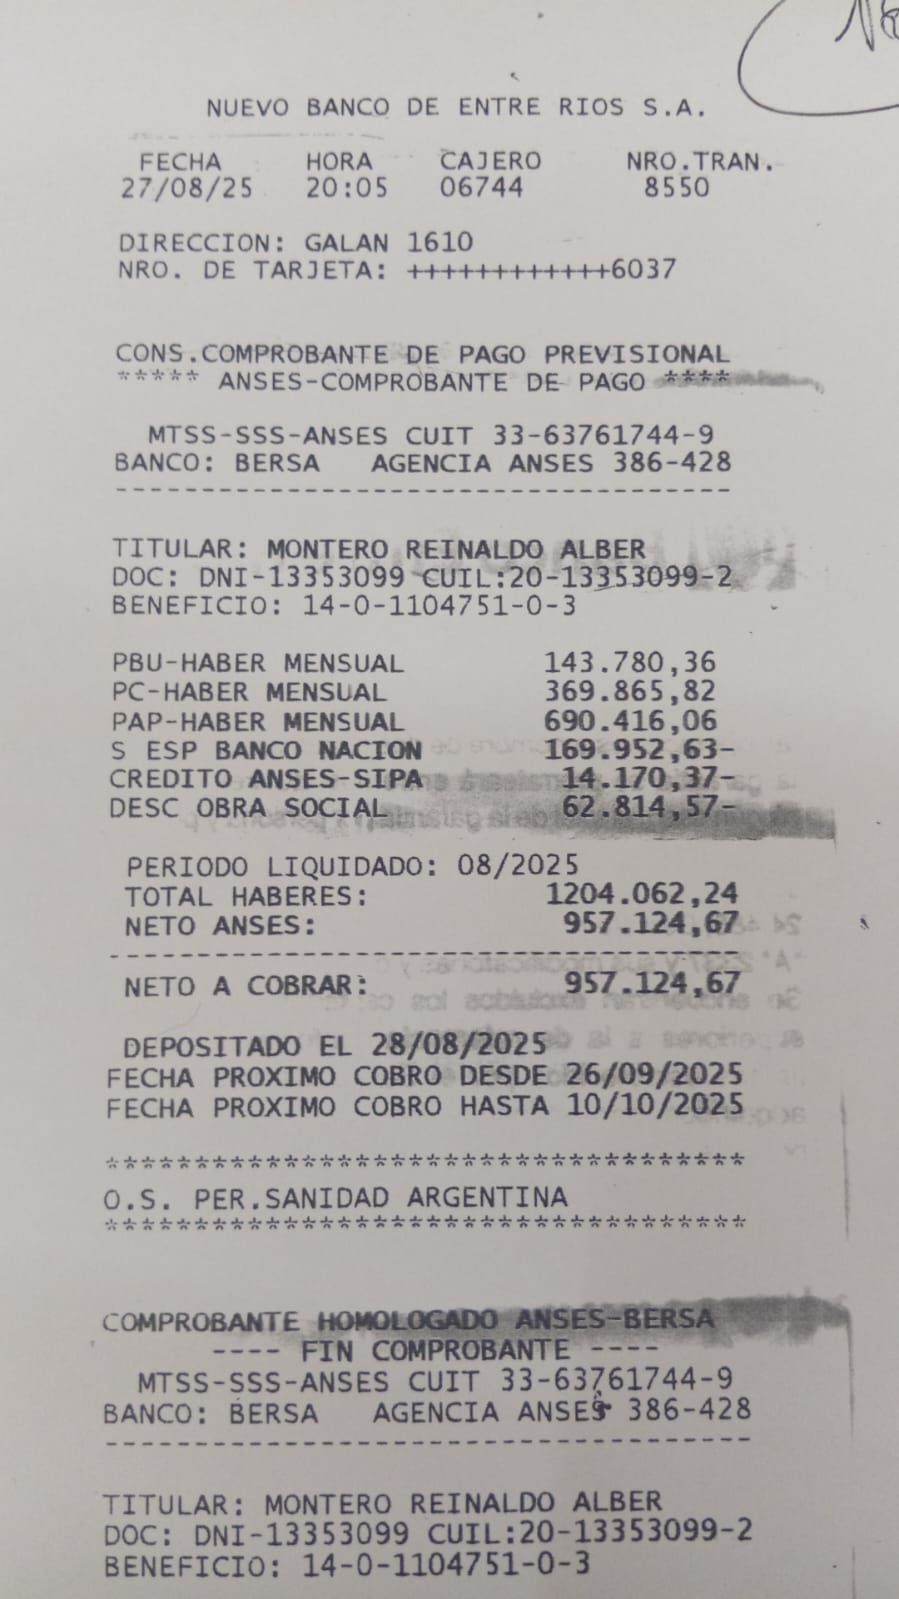 NUEVO BANCO DE ENTRE RIOS S.A.
FECHA HORA CAJERO NRO.TRAN.
27/08/25 20:05 06744 8550
DIRECCION: GALAN 1610
NRO. DE TARJETA: ++++++++++++6037
CONS.COMPROBANTE DE PAGO PREVISIONAL
***** ANSES-COMPROBANTE DE PAGO ****
MTSS-SSS-ANSES CUIT 33-63761744-9
BANCO: BERSA AGENCIA ANSES 386-428
------------------------------------
TITULAR: MONTERO REINALDO ALBER
DOC: DNI-13353099 CUIL:20-13353099-2
BENEFICIO: 14-0-1104751-0-3
PBU-HABER MENSUAL 143.780,36
PC-HABER MENSUAL 369.865,82
PAP-HABER MENSUAL 690.416,06
S ESP BANCO NACION 169.952,63-
CREDITO ANSES-SIPA 14.170,37-
DESC OBRA SOCIAL 62.814,57-
PERIODO LIQUIDADO: 08/2025
TOTAL HABERES: 1204.062,24
NETO ANSES: 957.124,67
------------------------------------
NETO A COBRAR: 957.124,67
DEPOSITADO EL 28/08/2025
FECHA PROXIMO COBRO DESDE 26/09/2025
FECHA PROXIMO COBRO HASTA 10/10/2025
************************************
O.S. PER.SANIDAD ARGENTINA
************************************
COMPROBANTE HOMOLOGADO ANSES-BERSA
---- FIN COMPROBANTE ----
MTSS-SSS-ANSES CUIT 33-63761744-9
BANCO: BERSA AGENCIA ANSES 386-428
------------------------------------
TITULAR: MONTERO REINALDO ALBER
DOC: DNI-13353099 CUIL:20-13353099-2
BENEFICIO: 14-0-1104751-0-3